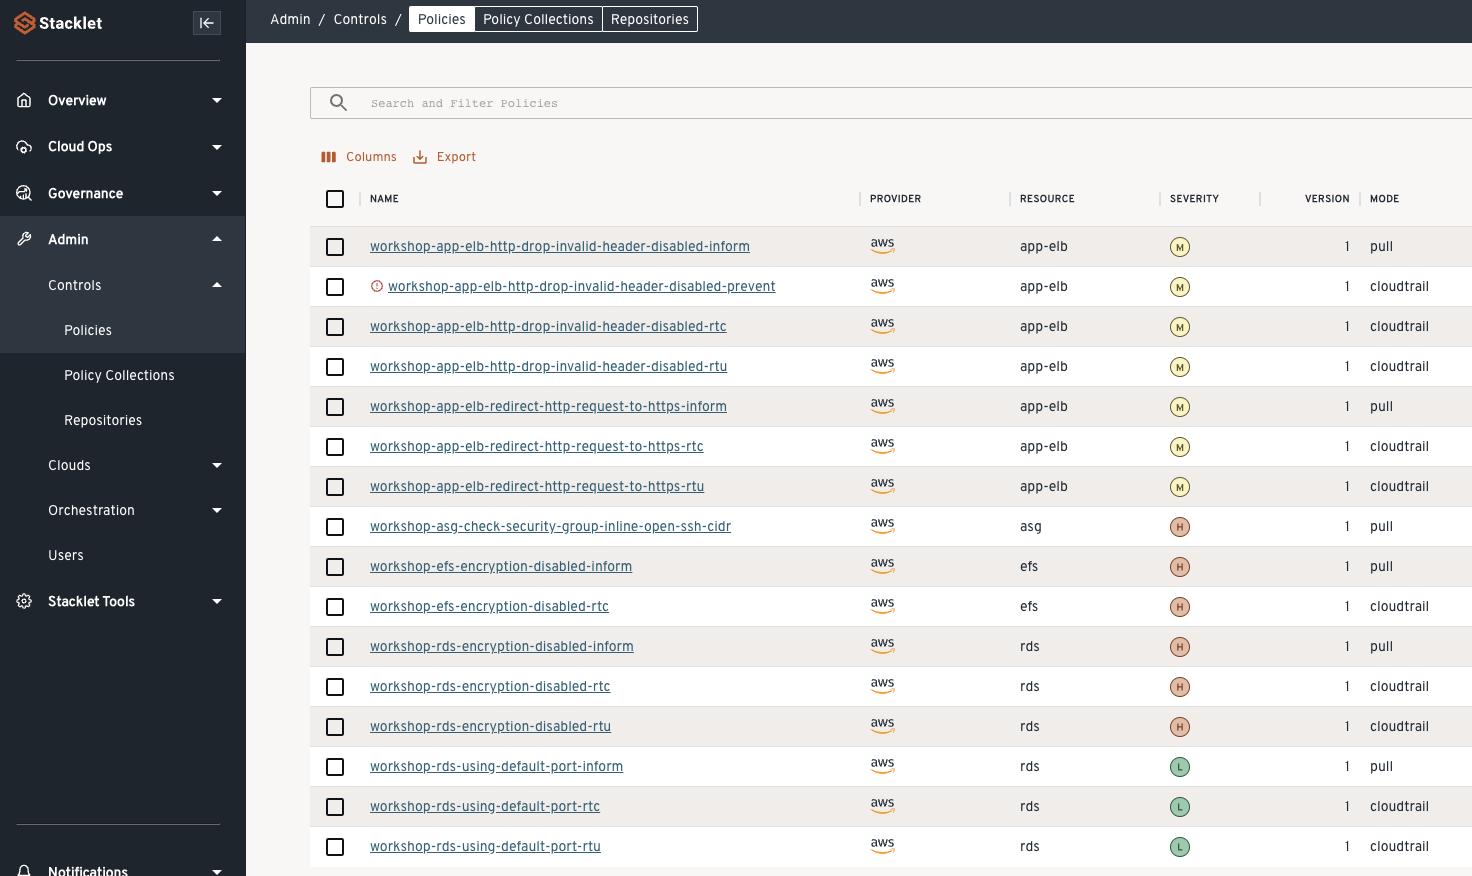 Stacklet
Admin / Controls / Policies Policy Collections Repositories
Overview
Cloud Ops
Governance
Admin
Controls
Policies
Policy Collections
Repositories
Clouds
Orchestration
Users
Stacklet Tools
Notifications
Search and Filter Policies
Columns Export
NAME PROVIDER RESOURCE SEVERITY VERSION MODE
workshop-app-elb-http-drop-invalid-header-disabled-inform aws app-elb M 1 pull
workshop-app-elb-http-drop-invalid-header-disabled-prevent aws app-elb M 1 cloudtrail
workshop-app-elb-http-drop-invalid-header-disabled-rtc aws app-elb M 1 cloudtrail
workshop-app-elb-http-drop-invalid-header-disabled-rtu aws app-elb M 1 cloudtrail
workshop-app-elb-redirect-http-request-to-https-inform aws app-elb M 1 pull
workshop-app-elb-redirect-http-request-to-https-rtc aws app-elb M 1 cloudtrail
workshop-app-elb-redirect-http-request-to-https-rtu aws app-elb M 1 cloudtrail
workshop-asg-check-security-group-inline-open-ssh-cidr aws asg H 1 pull
workshop-efs-encryption-disabled-inform aws efs H 1 pull
workshop-efs-encryption-disabled-rtc aws efs H 1 cloudtrail
workshop-rds-encryption-disabled-inform aws rds H 1 pull
workshop-rds-encryption-disabled-rtc aws rds H 1 cloudtrail
workshop-rds-encryption-disabled-rtu aws rds H 1 cloudtrail
workshop-rds-using-default-port-inform aws rds L 1 pull
workshop-rds-using-default-port-rtc aws rds L 1 cloudtrail
workshop-rds-using-default-port-rtu aws rds L 1 cloudtrail